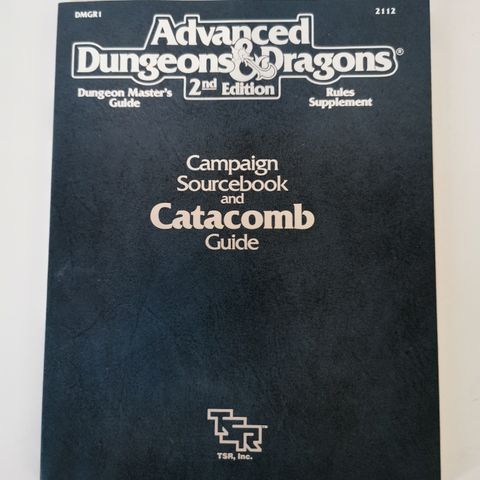 DMGR1
2112
Advanced
Dungeons & Dragons®
2nd Edition
Dungeon Master's
Guide
Rules
Supplement
Campaign
Sourcebook
and
Catacomb
Guide
TSR
TSR, Inc.